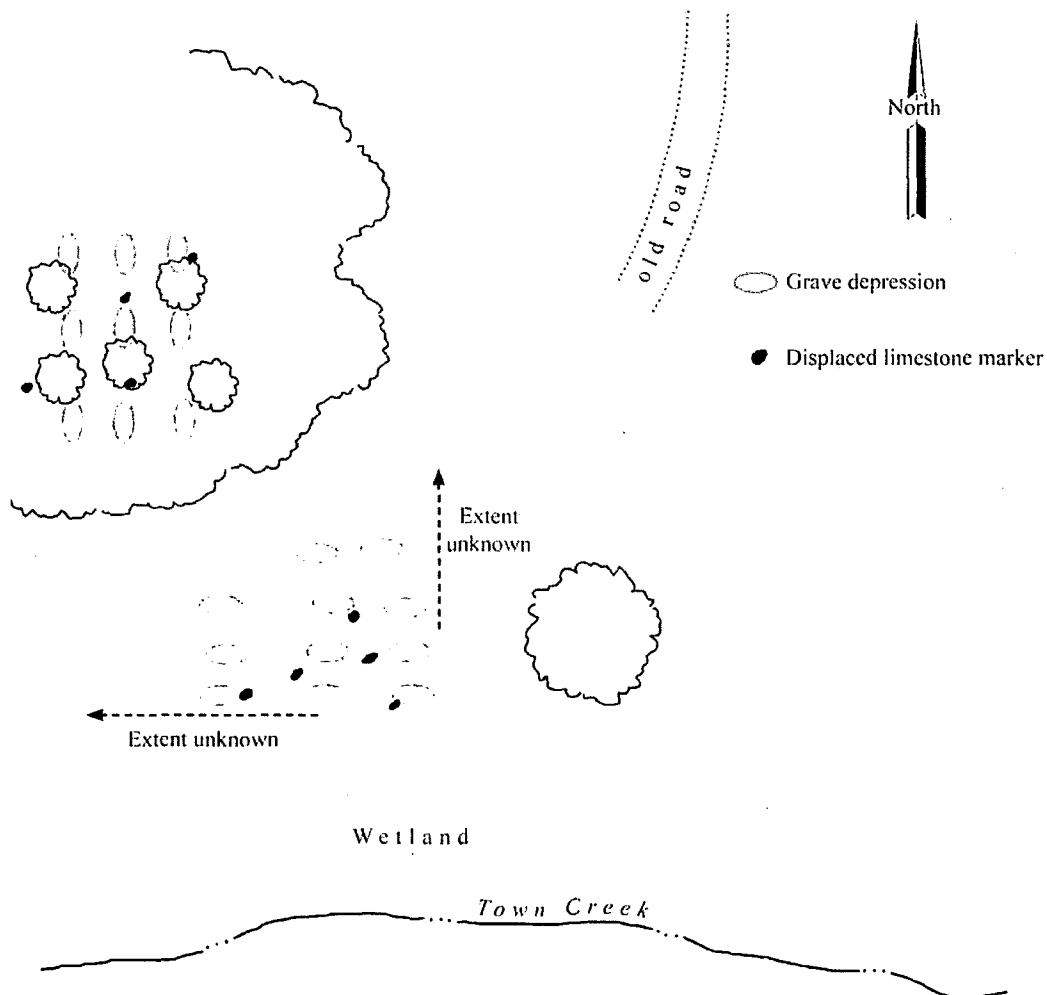 North
old road
Grave depression
Displaced limestone marker
Extent
unknown
Extent unknown
Wetland
Town Creek